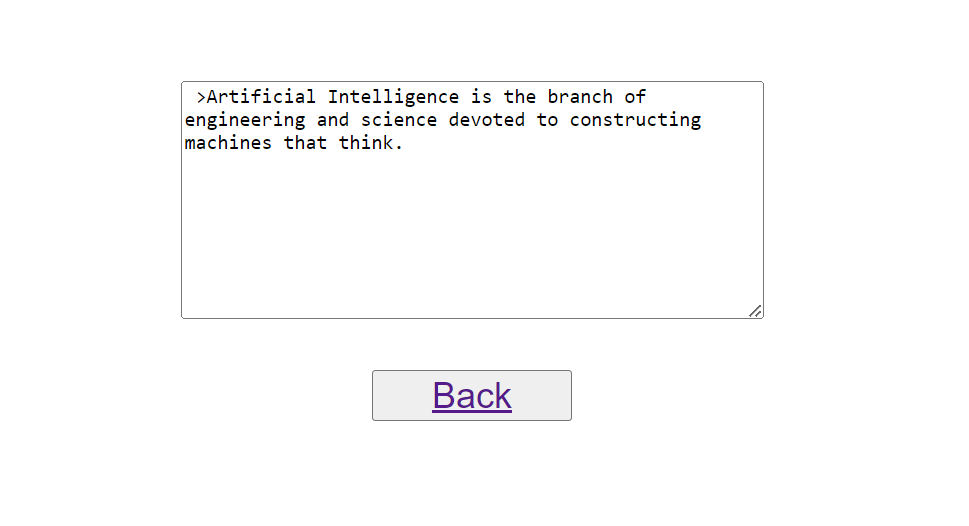 >Artificial Intelligence is the branch of
engineering and science devoted to constructing
machines that think.
Back